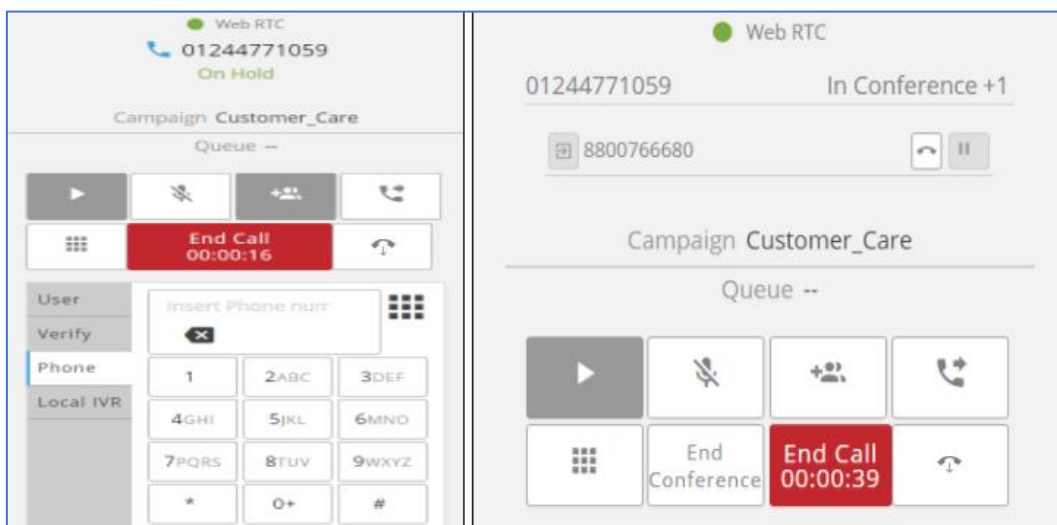 Web RTC
01244771059
On Hold
Campaign Customer_Care
Queue --
End Call
00:00:16
User
Verify
Phone
Local IVR
Insert Phone num
1
2ABC
3DEF
4GHI
5JKL
6MNO
7PQRS
8TUV
9WXYZ
*
0+
#
Web RTC
01244771059 In Conference +1
8800766680
Campaign Customer_Care
Queue --
End
Conference
End Call
00:00:39